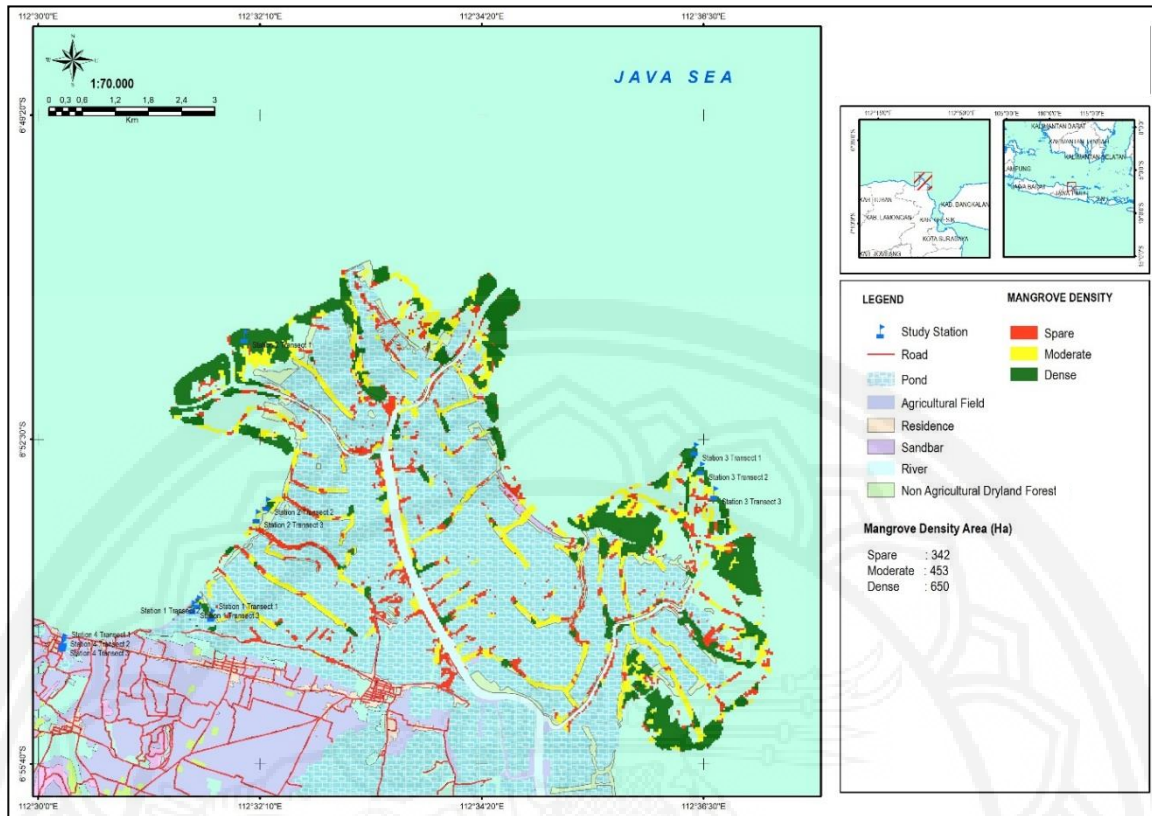 112°30'0"E
112°32'10"E
112°34'20"E
112°36'30"E
N
W
E
S
1:70.000
0 0,3 0,6 1,2 1,8 2,4 3
Km
JAVA SEA
6°49'20"S
6°52'30"S
6°55'40"S
Station 2 Transect 2
Station 2 Transect 3
Station 3 Transect 1
Station 3 Transect 2
Station 3 Transect 3
Station 1 Transect 1
Station 4 Transect 1
Station 4 Transect 2
Station 4 Transect 3
112°30'0"E
112°32'10"E
112°34'20"E
112°36'30"E
KAB. BANGKALAN
KAB. LAMONGAN
KOTA SURABAYA
KALIMANTAN BARAT
KALIMANTAN TENGAH
KALIMANTAN SELATAN
LEGEND
Study Station
Road
Pond
Agricultural Field
Residence
Sandbar
River
Non Agricultural Dryland Forest
MANGROVE DENSITY
Spare
Moderate
Dense
Mangrove Density Area (Ha)
Spare : 342
Moderate : 453
Dense : 650